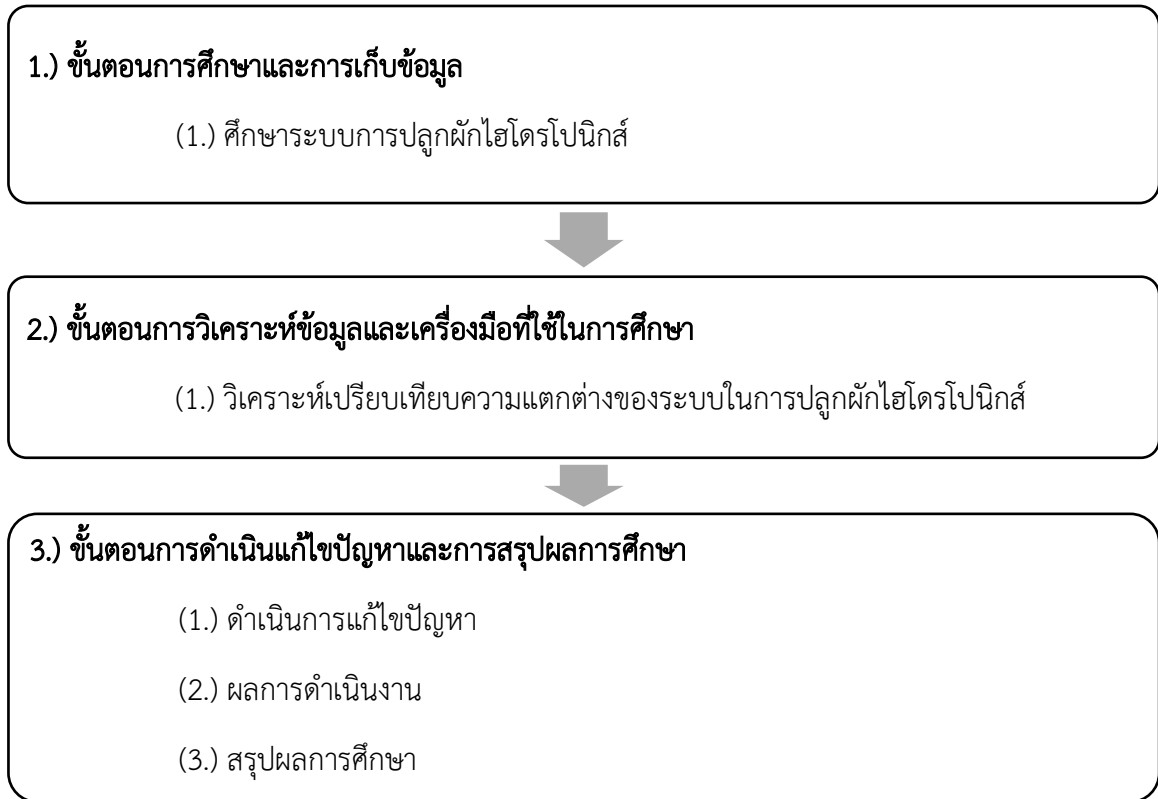 1.) ขั้นตอนการศึกษาและการเก็บข้อมูล
(1.) ศึกษาระบบการปลูกผักไฮโดรโปนิกส์
2.) ขั้นตอนการวิเคราะห์ข้อมูลและเครื่องมือที่ใช้ในการศึกษา
(1.) วิเคราะห์เปรียบเทียบความแตกต่างของระบบในการปลูกผักไฮโดรโปนิกส์
3.) ขั้นตอนการดำเนินแก้ไขปัญหาและการสรุปผลการศึกษา
(1.) ดำเนินการแก้ไขปัญหา
(2.) ผลการดำเนินงาน
(3.) สรุปผลการศึกษา